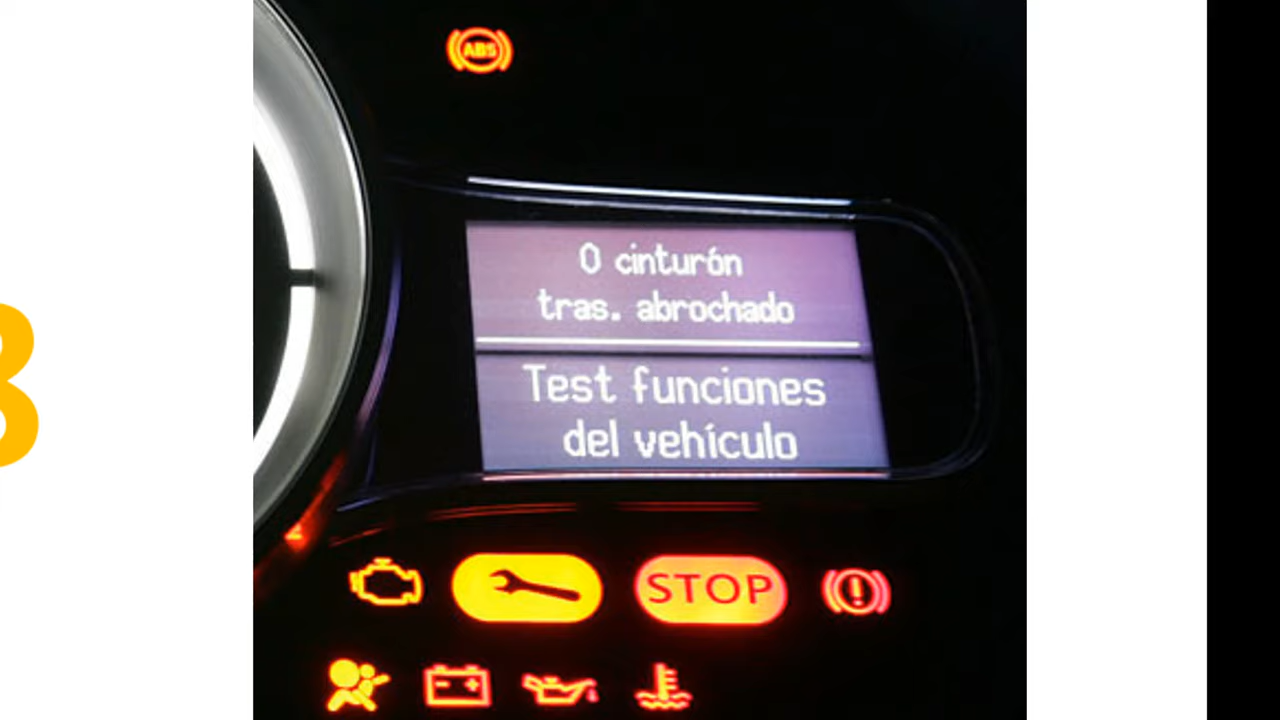 ABS
0 cinturón
tras. abrochado
Test funciones
del vehículo
STOP